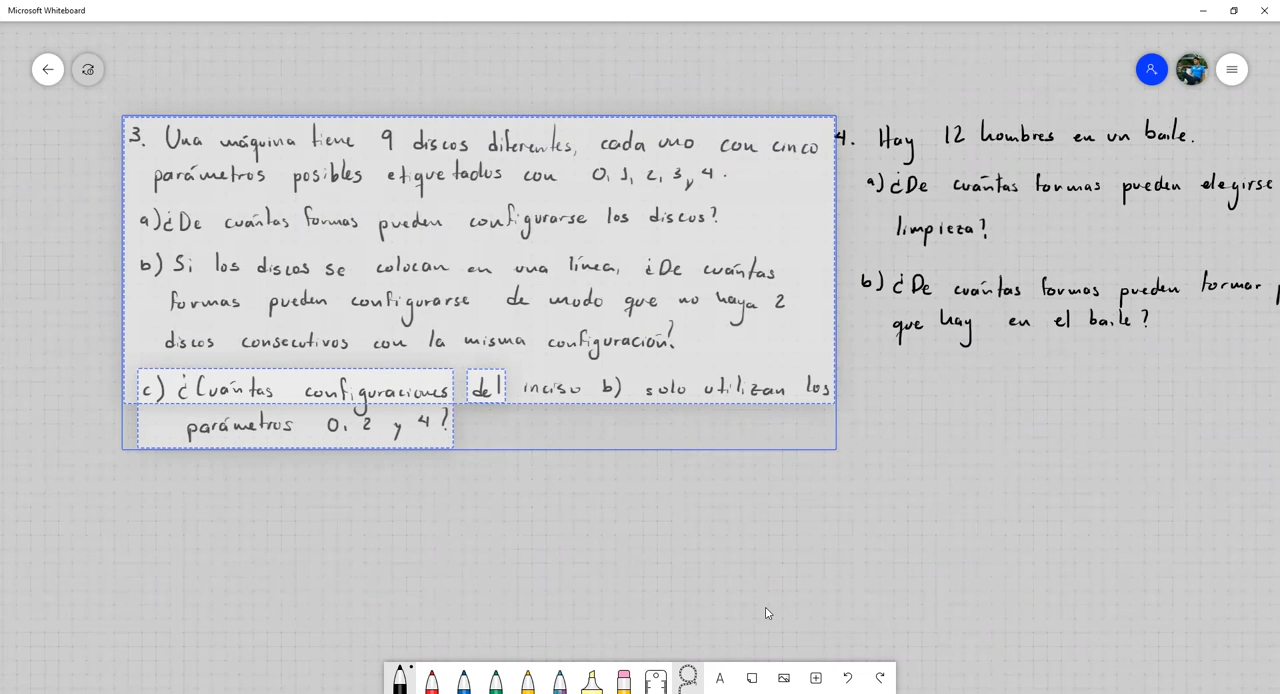 Microsoft Whiteboard
3. Una máquina tiene 9 discos diferentes, cada uno con cinco
parámetros posibles etiquetados con 0, 1, 2, 3 y 4.
a) ¿De cuántas formas pueden configurarse los discos?
b) Si los discos se colocan en una línea, ¿De cuántas
formas pueden configurarse de modo que no haya 2
discos consecutivos con la misma configuración?
c) ¿Cuántas configuraciones del inciso b) solo utilizan los
parámetros 0, 2 y 4?
4. Hay 12 hombres en un baile.
a) ¿De cuántas formas pueden elegirse
limpieza?
b) ¿De cuántas formas pueden formar
que hay en el baile?
A